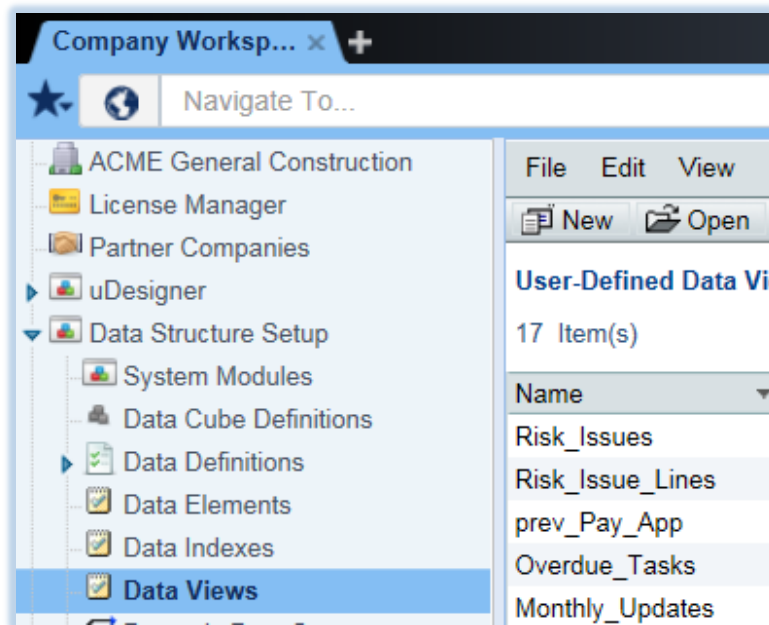 Company Worksp... × +
Navigate To...
ACME General Construction
License Manager
Partner Companies
uDesigner
Data Structure Setup
System Modules
Data Cube Definitions
Data Definitions
Data Elements
Data Indexes
Data Views
File Edit View
New Open
User-Defined Data Vi
17 Item(s)
Name
Risk_Issues
Risk_Issue_Lines
prev_Pay_App
Overdue_Tasks
Monthly_Updates